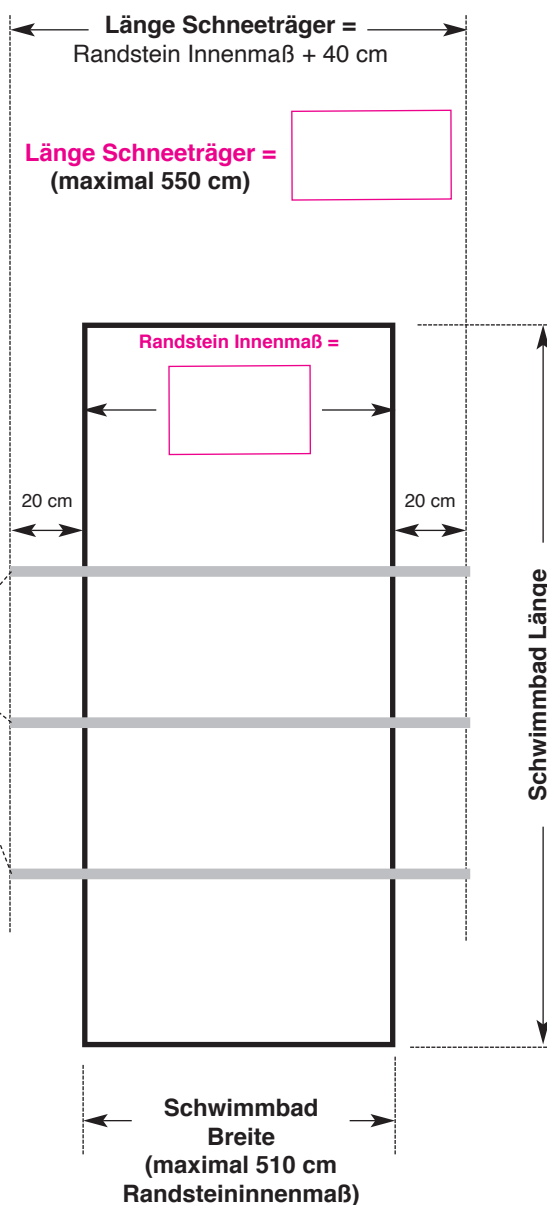 Länge Schneeträger =
Randstein Innenmaß + 40 cm
Länge Schneeträger =
(maximal 550 cm)
Randstein Innenmaß =
20 cm
20 cm
Schwimmbad Länge
Schwimmbad
Breite
(maximal 510 cm
Randsteininnenmaß)